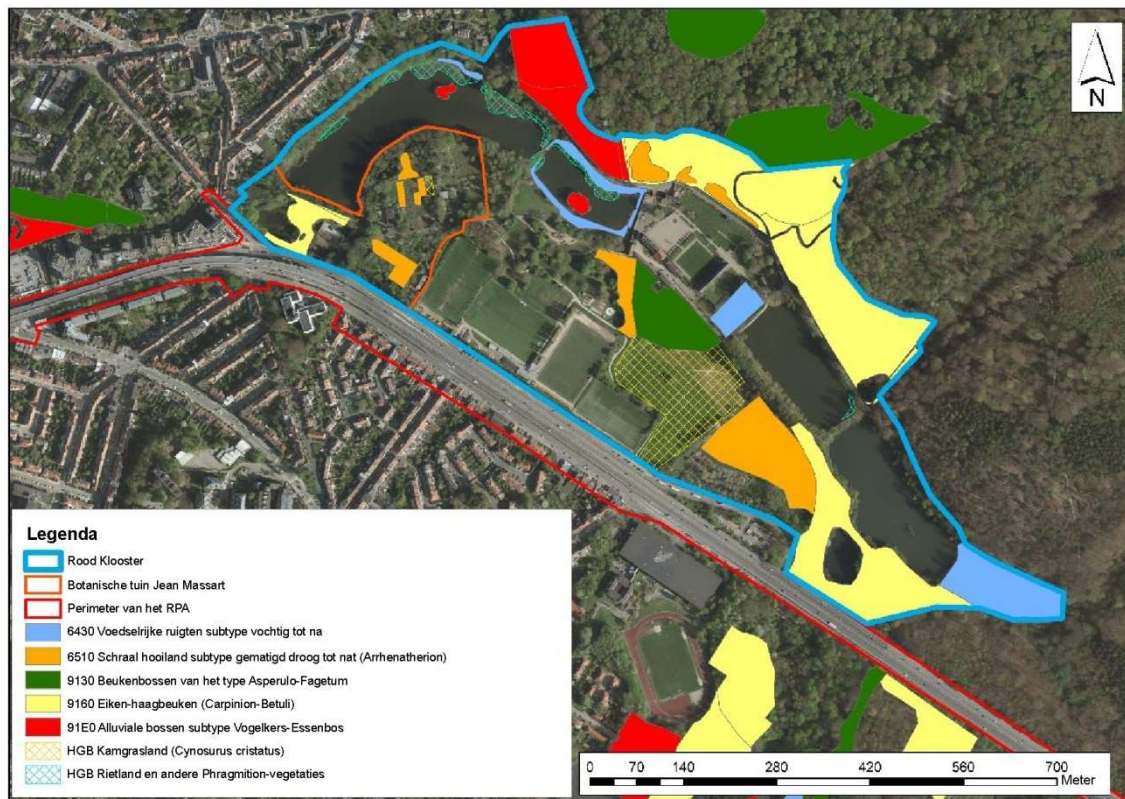 N
Legenda
Rood Klooster
Botanische tuin Jean Massart
Perimeter van het RPA
6430 Voedselrijke ruigten subtype vochtig tot na
6510 Schraal hooiland subtype gematigd droog tot nat (Arrhenatherion)
9130 Beukenbossen van het type Asperulo-Fagetum
9160 Eiken-haagbeuken (Carpinion-Betuli)
91E0 Alluviale bossen subtype Vogelkers-Essenbos
HGB Kamgrasland (Cynosurus cristatus)
HGB Rietland en andere Phragmition-vegetaties
0 70 140 280 420 560 700
Meter